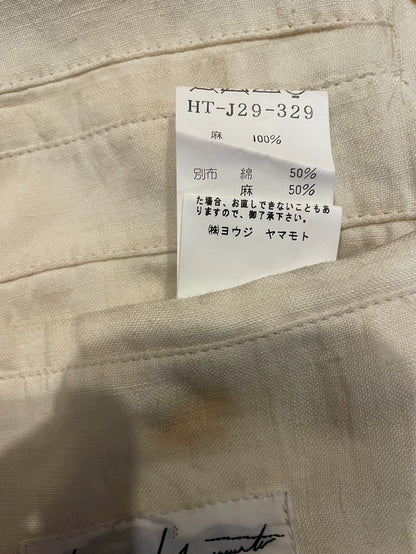 HT-J29-329
麻 100%
別布 綿 50%
麻 50%
た場合、お直しできないこともあ
りますので、御了承下さい。
㈱ヨウジ ヤマモト